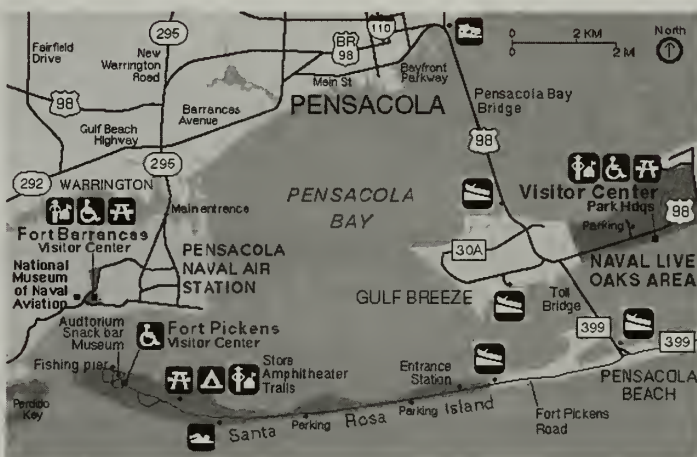 Fairfield
Drive
New
Warrington
Road
295
BR
98
110
Main St
Bayfront
Parkway
0
2 KM
0
2 MI
North
98
Barrancas
Avenue
PENSACOLA
Pensacola Bay
Bridge
Gulf Beach
Highway
98
295
292
WARRINGTON
Main entrance
PENSACOLA
BAY
Visitor Center
Park Hdqs
Parking
98
Fort Barrancas
Visitor Center
National
Museum
of Naval
Aviation
PENSACOLA
NAVAL AIR
STATION
30A
GULF BREEZE
NAVAL LIVE
OAKS AREA
Toll
Bridge
399
399
Audtorium
Snack bar
Museum
Fort Pickens
Visitor Center
Fishing pier
Store
Amphitheater
Trails
Entrance
Station
PENSACOLA
BEACH
Perdido
Key
Santa
Parking
Rosa
Parking
Island
Fort Pickens
Road